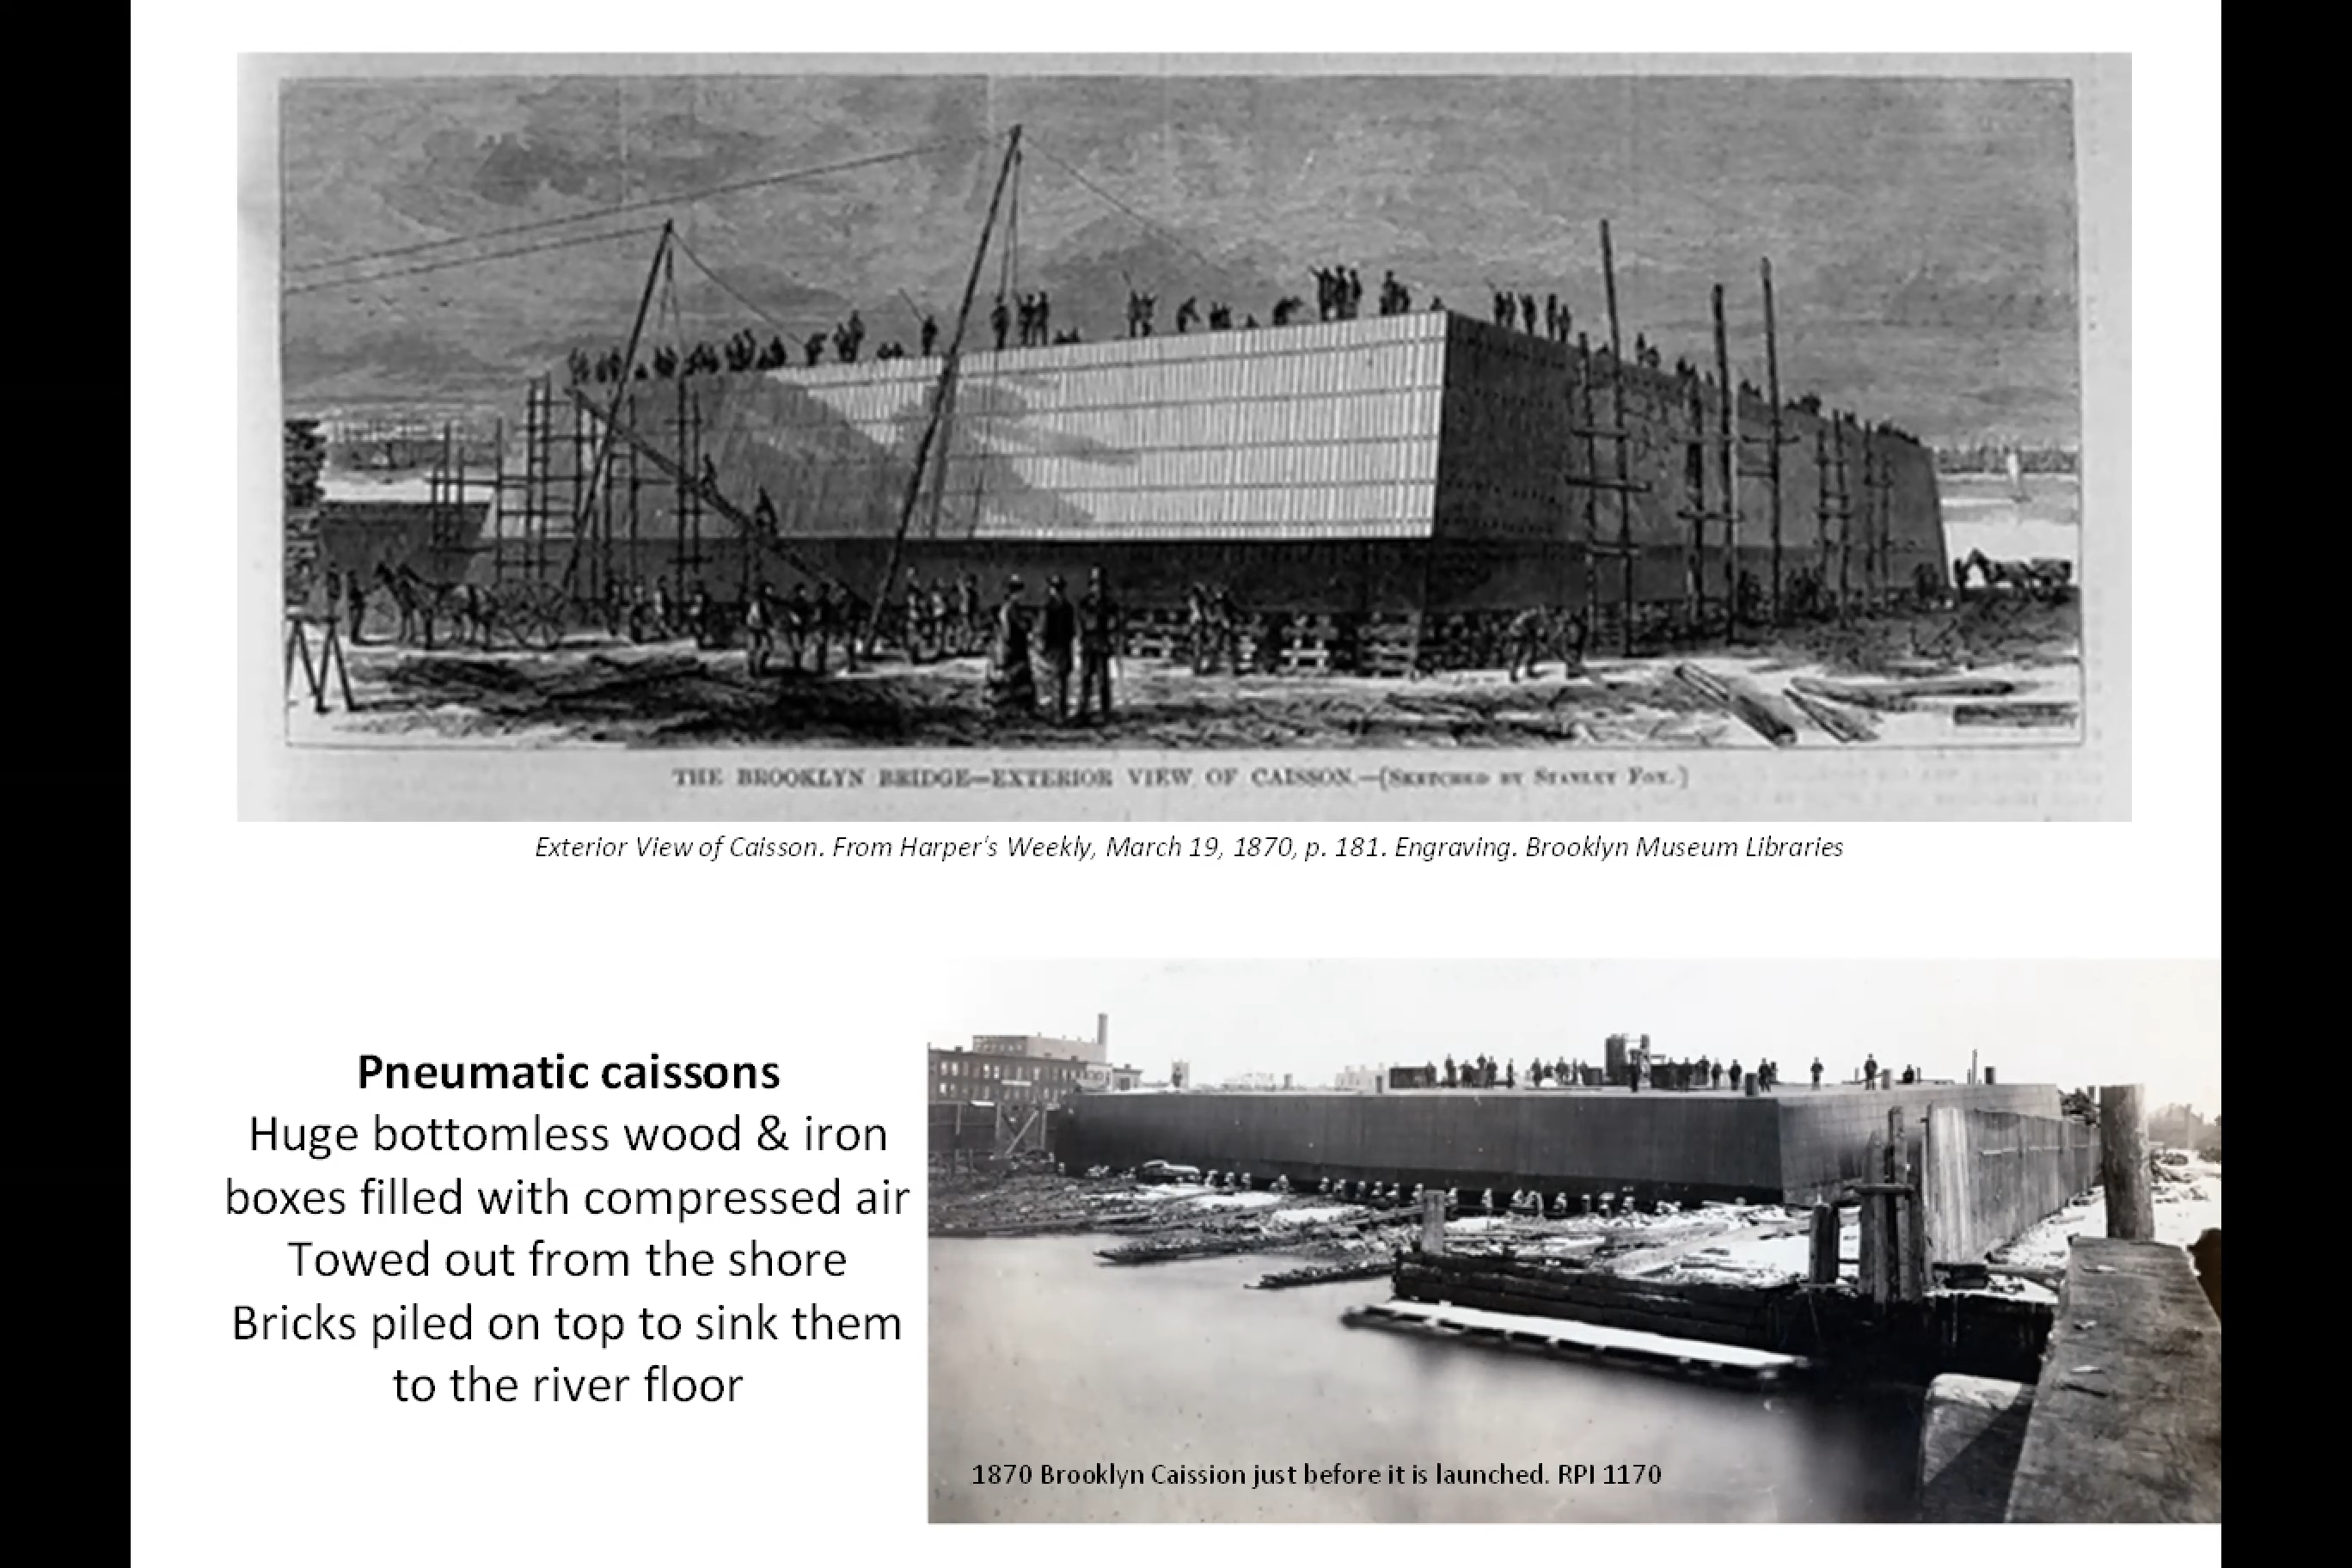 THE BROOKLYN BRIDGE—EXTERIOR VIEW OF CAISSON.—[SKETCHED BY STANLEY FOX.]
Exterior View of Caisson. From Harper's Weekly, March 19, 1870, p. 181. Engraving. Brooklyn Museum Libraries
Pneumatic caissons
Huge bottomless wood & iron
boxes filled with compressed air
Towed out from the shore
Bricks piled on top to sink them
to the river floor
1870 Brooklyn Caission just before it is launched. RPI 1170